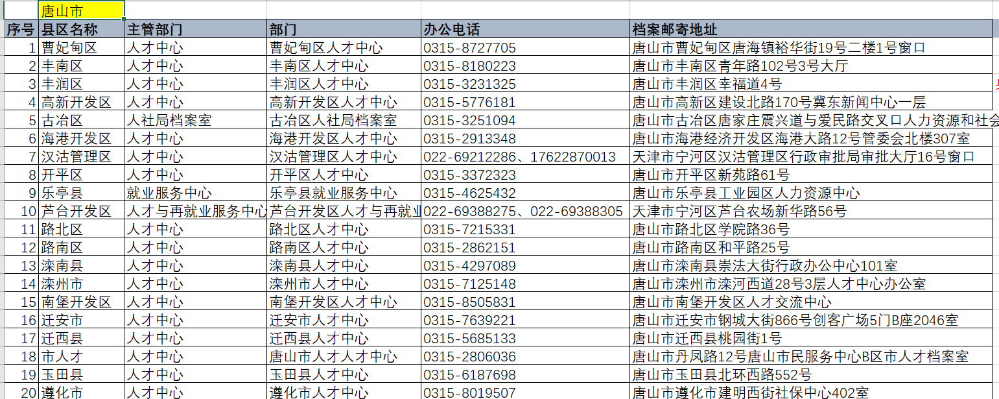 唐山市
序号 县区名称 主管部门 部门 办公电话 档案邮寄地址
1 曹妃甸区 人才中心 曹妃甸区人才中心 0315-8727705 唐山市曹妃甸区唐海镇裕华街19号二楼1号窗口
2 丰南区 人才中心 丰南区人才中心 0315-8180223 唐山市丰南区青年路102号3号大厅
3 丰润区 人才中心 丰润区人才中心 0315-3231325 唐山市丰润区幸福道4号
4 高新开发区 人才中心 高新开发区人才中心 0315-5776181 唐山市高新区建设北路170号冀东新闻中心一层
5 古冶区 人社局档案室 古冶区人社局档案室 0315-3251094 唐山市古冶区唐家庄震兴道与爱民路交叉口人力资源和社会
6 海港开发区 人才中心 海港开发区人才中心 0315-2913348 唐山市海港经济开发区海港大路12号管委会北楼307室
7 汉沽管理区 人才中心 汉沽管理区人才中心 022-69212286、17622870013 天津市宁河区汉沽管理区行政审批局审批大厅16号窗口
8 开平区 人才中心 开平区人才中心 0315-3372323 唐山市开平区新苑路61号
9 乐亭县 就业服务中心 乐亭县就业服务中心 0315-4625432 唐山市乐亭县工业园区人力资源中心
10 芦台开发区 人才与再就业服务中心 芦台开发区人才与再就业 022-69388275、022-69388305 天津市宁河区芦台农场新华路56号
11 路北区 人才中心 路北区人才中心 0315-7215331 唐山市路北区学院路36号
12 路南区 人才中心 路南区人才中心 0315-2862151 唐山市路南区和平路25号
13 滦南县 人才中心 滦南县人才中心 0315-4297089 唐山市滦南县崇法大街行政办公中心101室
14 滦州市 人才中心 滦州市人才中心 0315-7125148 唐山市滦州市滦河西道28号3层人才中心办公室
15 南堡开发区 人才中心 南堡开发区人才中心 0315-8505831 唐山市南堡开发区人才交流中心
16 迁安市 人才中心 迁安市人才中心 0315-7639221 唐山市迁安市钢城大街866号创客广场5门B座2046室
17 迁西县 人才中心 迁西县人才中心 0315-5685133 唐山市迁西县桃园街1号
18 市人才 人才中心 唐山市人才人才中心 0315-2806036 唐山市丹凤路12号唐山市民服务中心B区市人才档案室
19 玉田县 人才中心 玉田县人才中心 0315-6187698 唐山市玉田县北环西路552号
20 遵化市 人才中心 遵化市人才中心 0315-8019507 唐山市遵化市建明西街社保中心402室